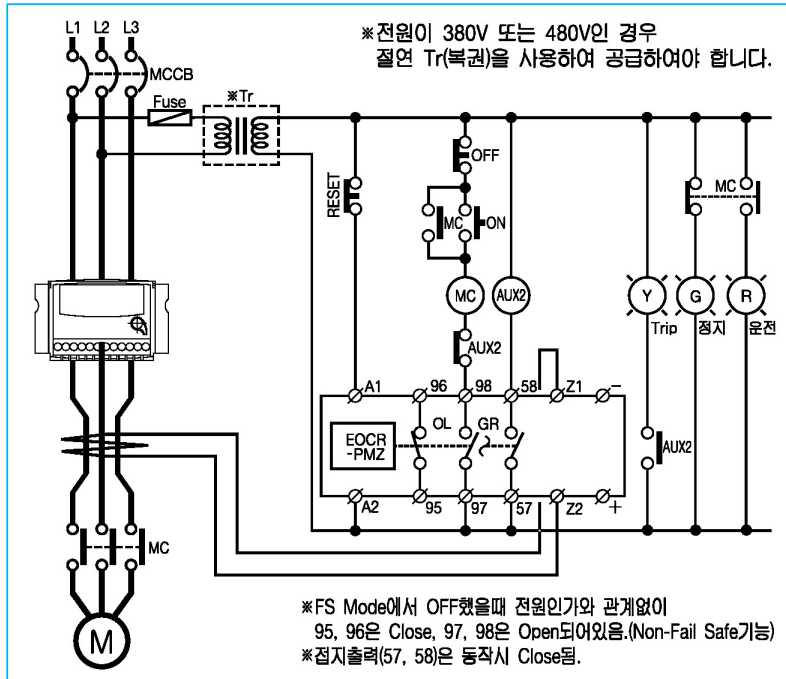 L1 L2 L3
※전원이 380V 또는 480V인 경우
절연 Tr(복권)을 사용하여 공급하여야 합니다.
MCCB
Fuse
※Tr
OFF
RESET
MC
ON
MC
MC
AUX2
Y
G
R
Trip
정지
운전
AUX2
A1
96
98
58
Z1
-
EOCR
-PMZ
OL
GR
AUX2
A2
95
97
57
Z2
+
MC
M
※FS Mode에서 OFF했을때 전원인가와 관계없이
95, 96은 Close, 97, 98은 Open되어있음.(Non-Fail Safe기능)
※접지출력(57, 58)은 동작시 Close됨.